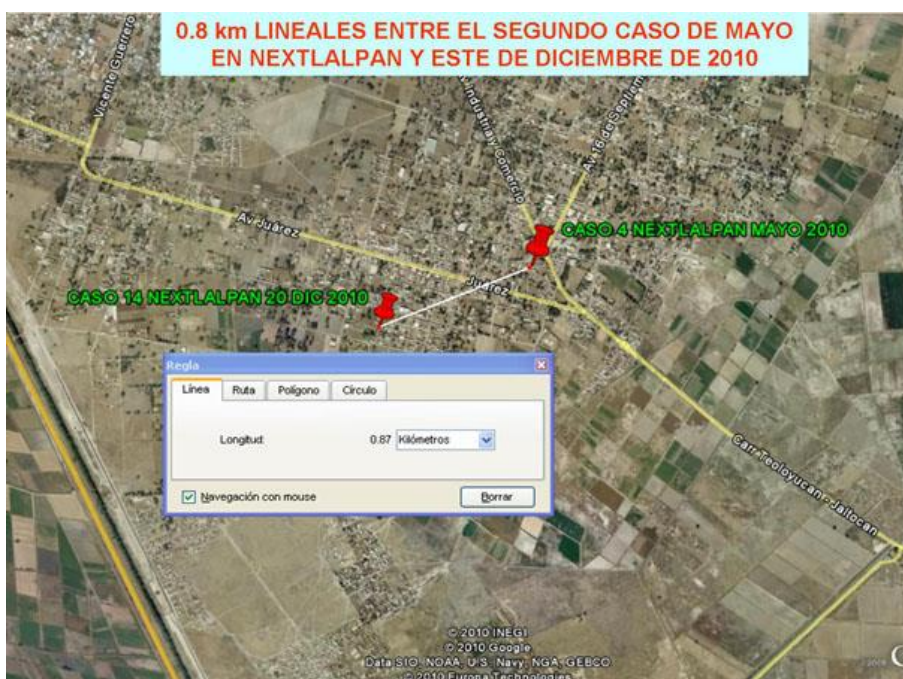 0.8 km LINEALES ENTRE EL SEGUNDO CASO DE MAYO
EN NEXTLALPAN Y ESTE DE DICIEMBRE DE 2010
Vicente Guerrero
Av Industria y Comercio
Av 16 de Septiem
Av Juárez
CASO 4 NEXTLALPAN MAYO 2010
Juárez
CASO 14 NEXTLALPAN 20 DIC 2010
Regla
Línea
Ruta
Polígono
Círculo
Longitud:
0.87
Kilómetros
Navegación con mouse
Borrar
Carr Teoloyucan - Jaltocan
© 2010 INEGI
© 2010 Google
Data SIO, NOAA, U.S. Navy, NGA, GEBCO
© 2010 Europa Technologies